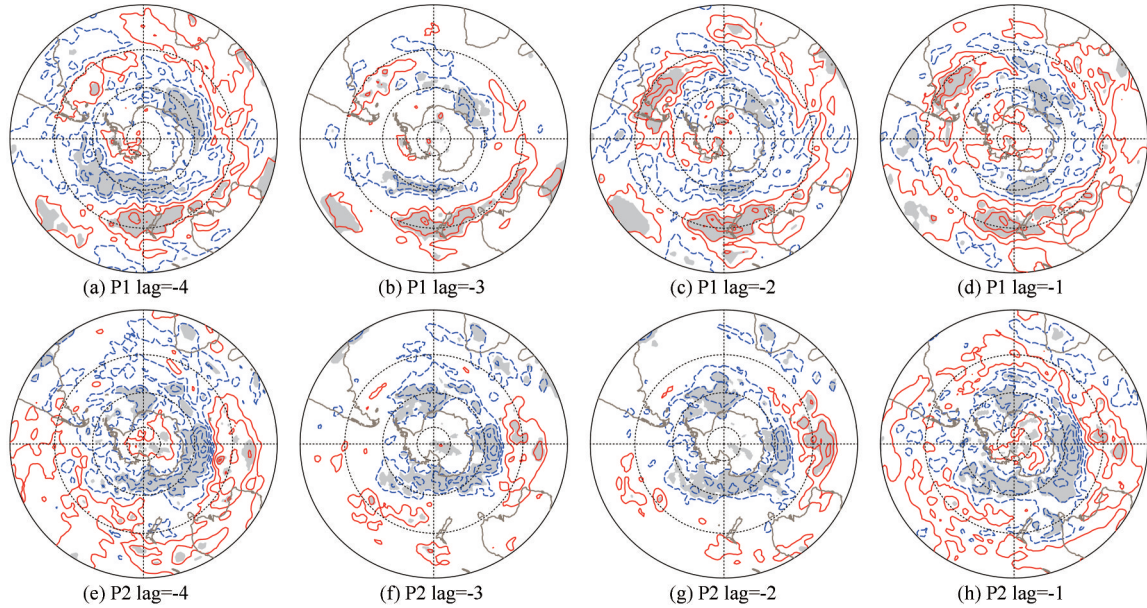 (a) P1 lag=-4
(b) P1 lag=-3
(c) P1 lag=-2
(d) P1 lag=-1
(e) P2 lag=-4
(f) P2 lag=-3
(g) P2 lag=-2
(h) P2 lag=-1